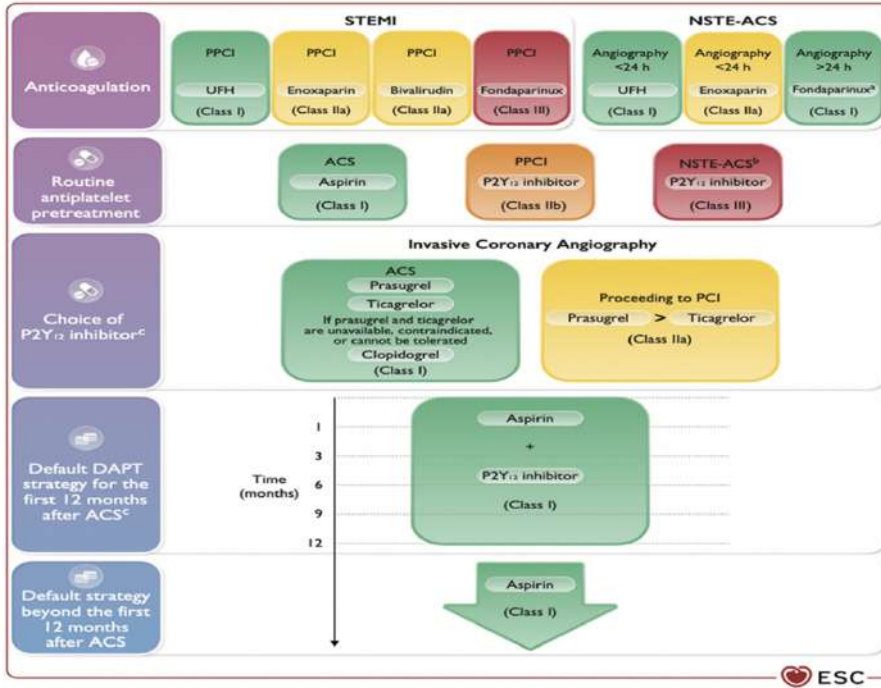 STEMI
NSTE-ACS
Anticoagulation
PPCI
UFH
(Class I)
PPCI
Enoxaparin
(Class IIa)
PPCI
Bivalirudin
(Class IIa)
PPCI
Fondaparinux
(Class III)
Angiography
<24 h
UFH
(Class I)
Angiography
<24 h
Enoxaparin
(Class IIa)
Angiography
>24 h
Fondaparinuxᵃ
(Class I)
Routine
antiplatelet
pretreatment
ACS
Aspirin
(Class I)
PPCI
P2Y₁₂ inhibitor
(Class IIb)
NSTE-ACSᵇ
P2Y₁₂ inhibitor
(Class III)
Choice of
P2Y₁₂ inhibitorᶜ
Invasive Coronary Angiography
ACS
Prasugrel
Ticagrelor
If prasugrel and ticagrelor
are unavailable, contraindicated,
or cannot be tolerated
Clopidogrel
(Class I)
Proceeding to PCI
Prasugrel > Ticagrelor
(Class IIa)
Default DAPT
strategy for the
first 12 months
after ACSᶜ
Time
(months)
1
3
6
9
12
Aspirin
+
P2Y₁₂ inhibitor
(Class I)
Default strategy
beyond the first
12 months
after ACS
Aspirin
(Class I)
ESC